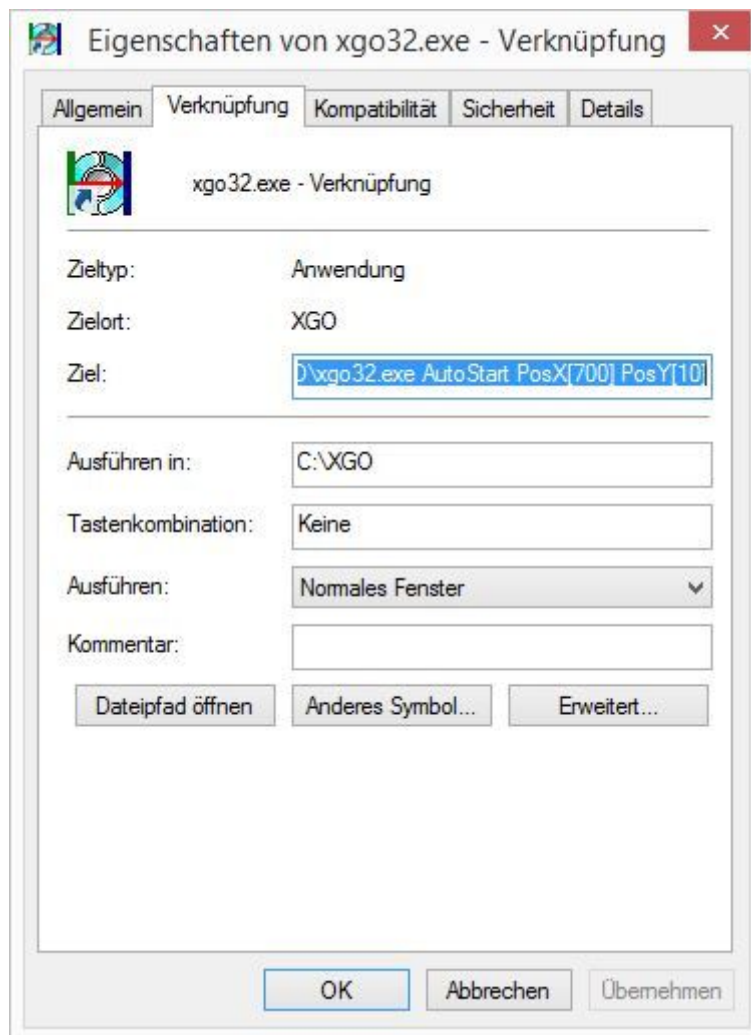 Eigenschaften von xgo32.exe - Verknüpfung
Allgemein Verknüpfung Kompatibilität Sicherheit Details
xgo32.exe - Verknüpfung
Zieltyp: Anwendung
Zielort: XGO
Ziel: \xgo32.exe AutoStart PosX[700] PosY[10]
Ausführen in: C:\XGO
Tastenkombination: Keine
Ausführen: Normales Fenster
Kommentar:
Dateipfad öffnen Anderes Symbol... Erweitert...
OK Abbrechen Übernehmen